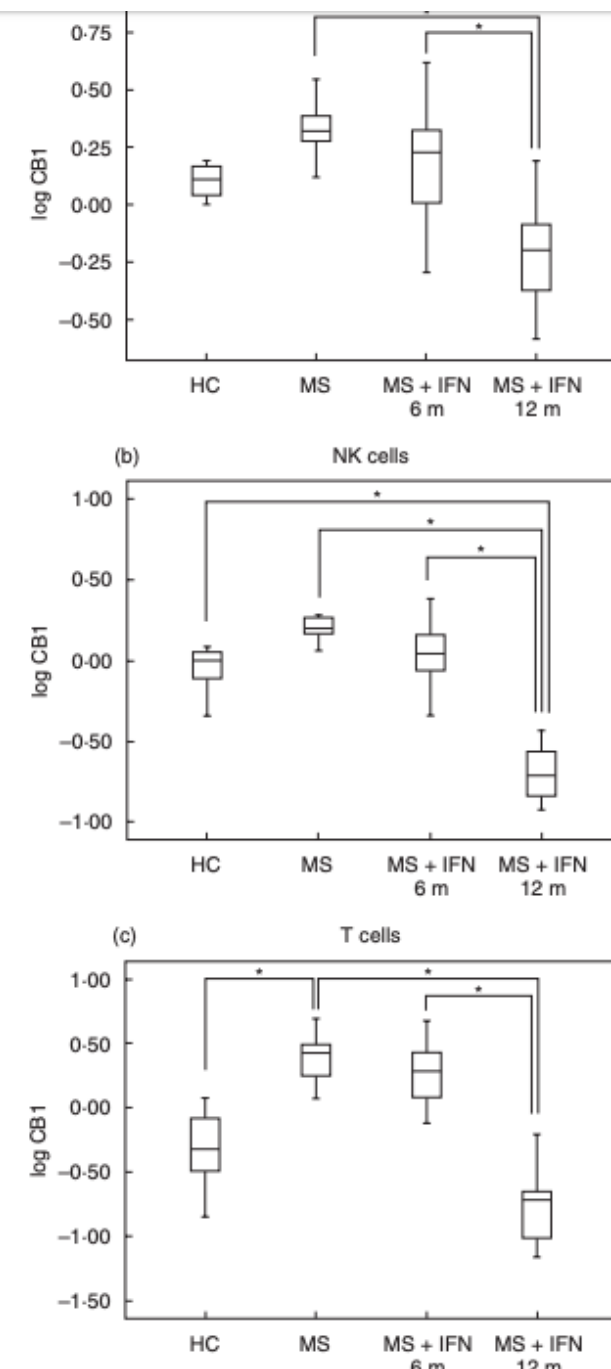 0·75
*
0·50
0·25
0·00
−0·25
−0·50
log CB1
HC MS MS + IFN MS + IFN
6 m 12 m
(b) NK cells
1·00
*
*
*
0·50
0·00
−0·50
−1·00
log CB1
HC MS MS + IFN MS + IFN
6 m 12 m
(c) T cells
1·00
* *
*
0·50
0·00
−0·50
−1·00
−1·50
log CB1
HC MS MS + IFN MS + IFN
6 m 12 m